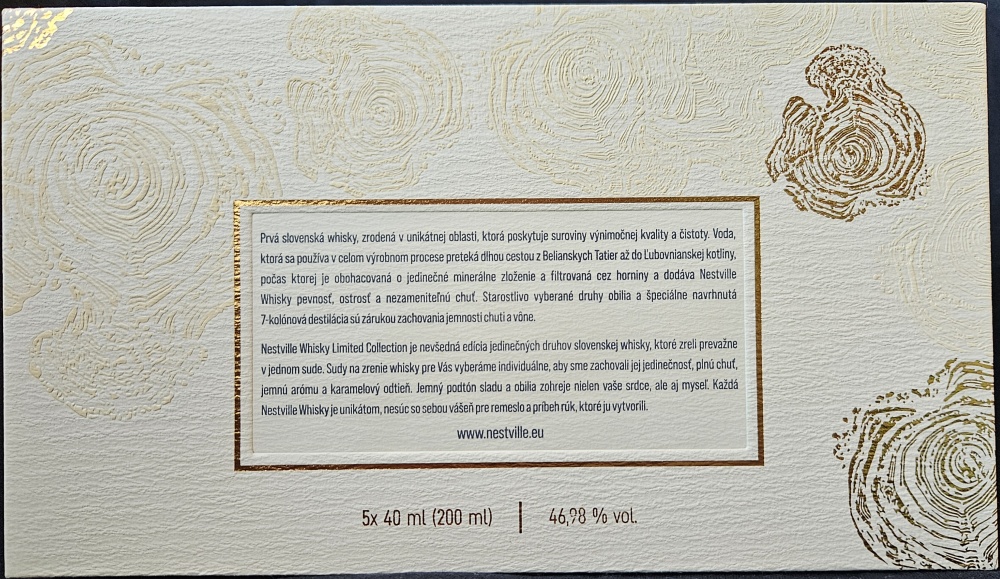 Prvá slovenská whisky, zrodená v unikátnej oblasti, ktorá poskytuje suroviny výnimočnej kvality a čistoty. Voda,
ktorá sa používa v celom výrobnom procese preteká dlhou cestou z Belianskych Tatier až do Ľubovnianskej kotliny,
počas ktorej je obohacovaná o jedinečné minerálne zloženie a filtrovaná cez horniny a dodáva Nestville
Whisky pevnosť, ostrosť a nezameniteľnú chuť. Starostlivo vyberané druhy obilia a špeciálne navrhnutá
7-kolónová destilácia sú zárukou zachovania jemnosti chuti a vône.
Nestville Whisky Limited Collection je nevšedná edícia jedinečných druhov slovenskej whisky, ktoré zreli prevažne
v jednom sude. Sudy na zrenie whisky pre Vás vyberáme individuálne, aby sme zachovali jej jedinečnosť, plnú chuť,
jemnú arómu a karamelový odtieň. Jemný podtón sladu a obilia zohreje nielen vaše srdce, ale aj myseľ. Každá
Nestville Whisky je unikátom, nesúc so sebou vášeň pre remeslo a príbeh rúk, ktoré ju vytvorili.
www.nestville.eu
5x 40 ml (200 ml) | 46,98 % vol.